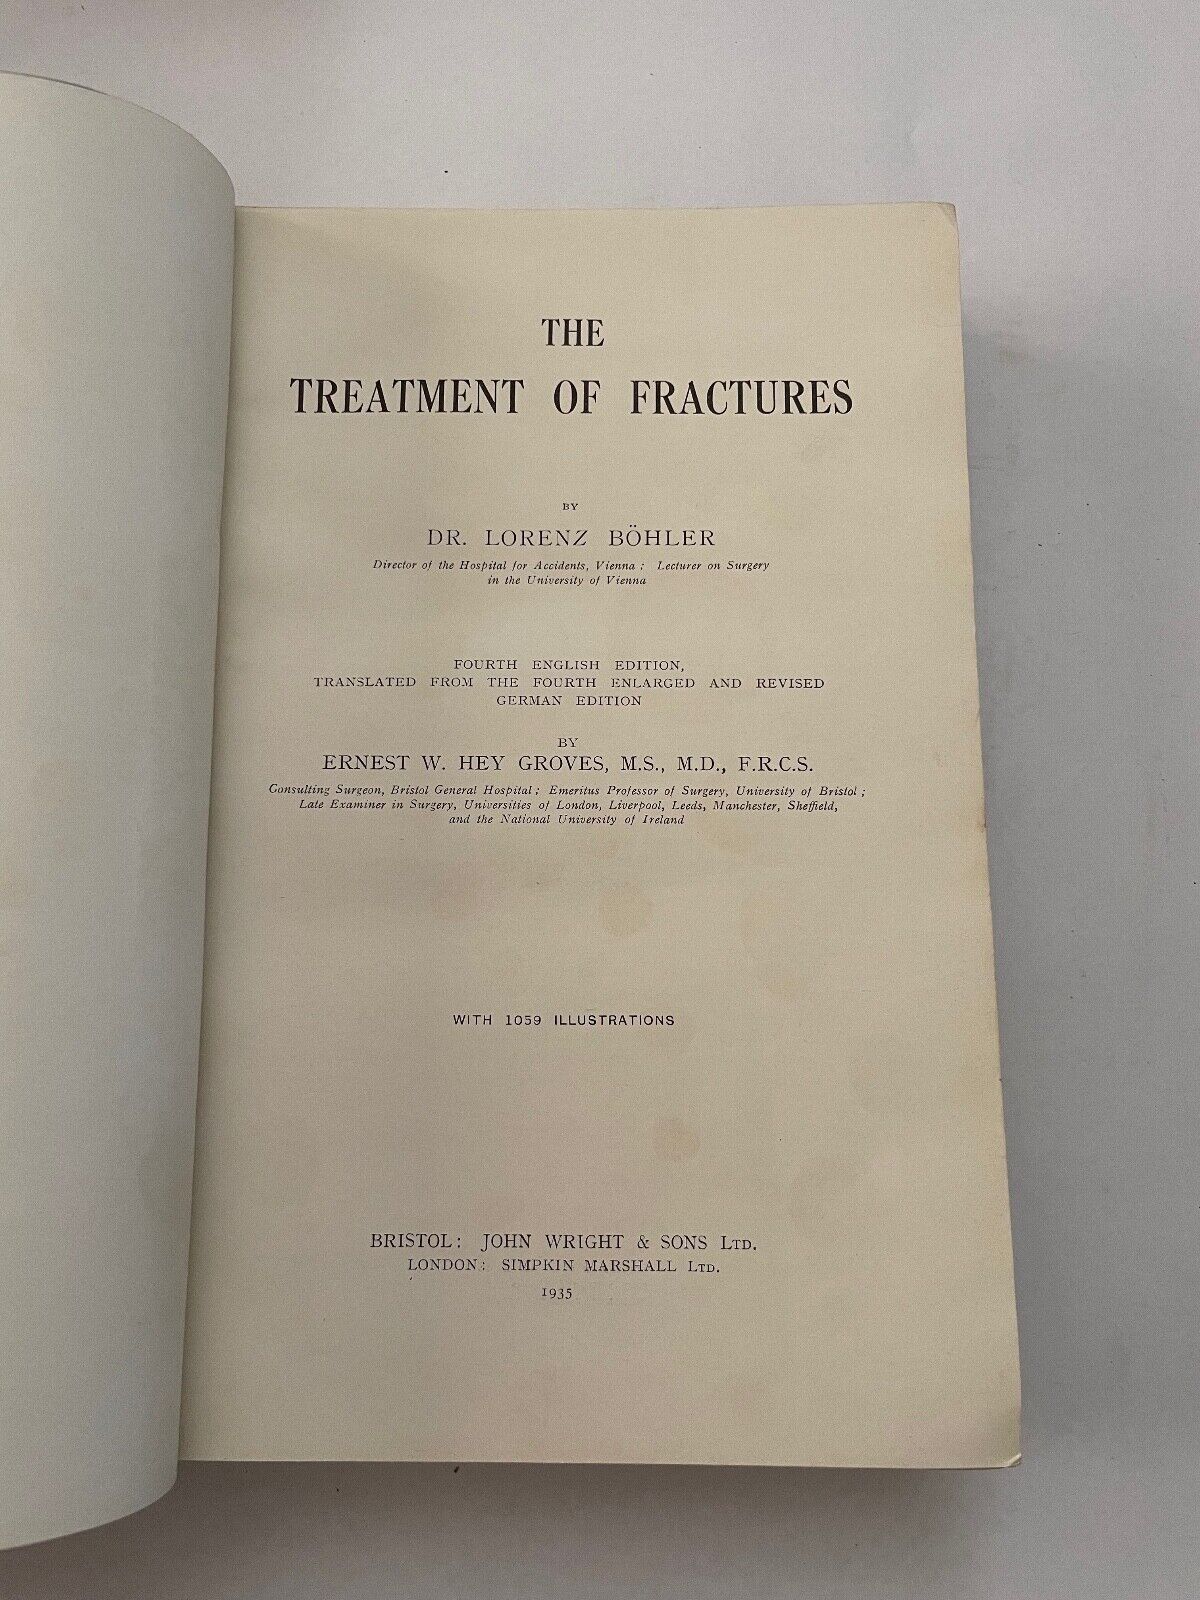 THE
TREATMENT OF FRACTURES
BY
DR. LORENZ BÖHLER
Director of the Hospital for Accidents, Vienna ; Lecturer on Surgery
in the University of Vienna
FOURTH ENGLISH EDITION,
TRANSLATED FROM THE FOURTH ENLARGED AND REVISED
GERMAN EDITION
BY
ERNEST W. HEY GROVES, M.S., M.D., F.R.C.S.
Consulting Surgeon, Bristol General Hospital ; Emeritus Professor of Surgery, University of Bristol ;
Late Examiner in Surgery, Universities of London, Liverpool, Leeds, Manchester, Sheffield,
and the National University of Ireland
WITH 1059 ILLUSTRATIONS
BRISTOL: JOHN WRIGHT & SONS LTD.
LONDON: SIMPKIN MARSHALL LTD.
1935